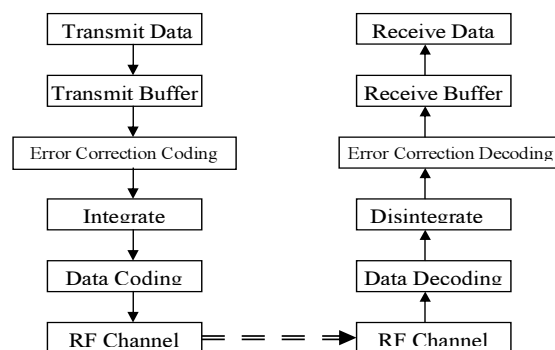 Transmit Data
Transmit Buffer
Error Correction Coding
Integrate
Data Coding
RF Channel
Receive Data
Receive Buffer
Error Correction Decoding
Disintegrate
Data Decoding
RF Channel